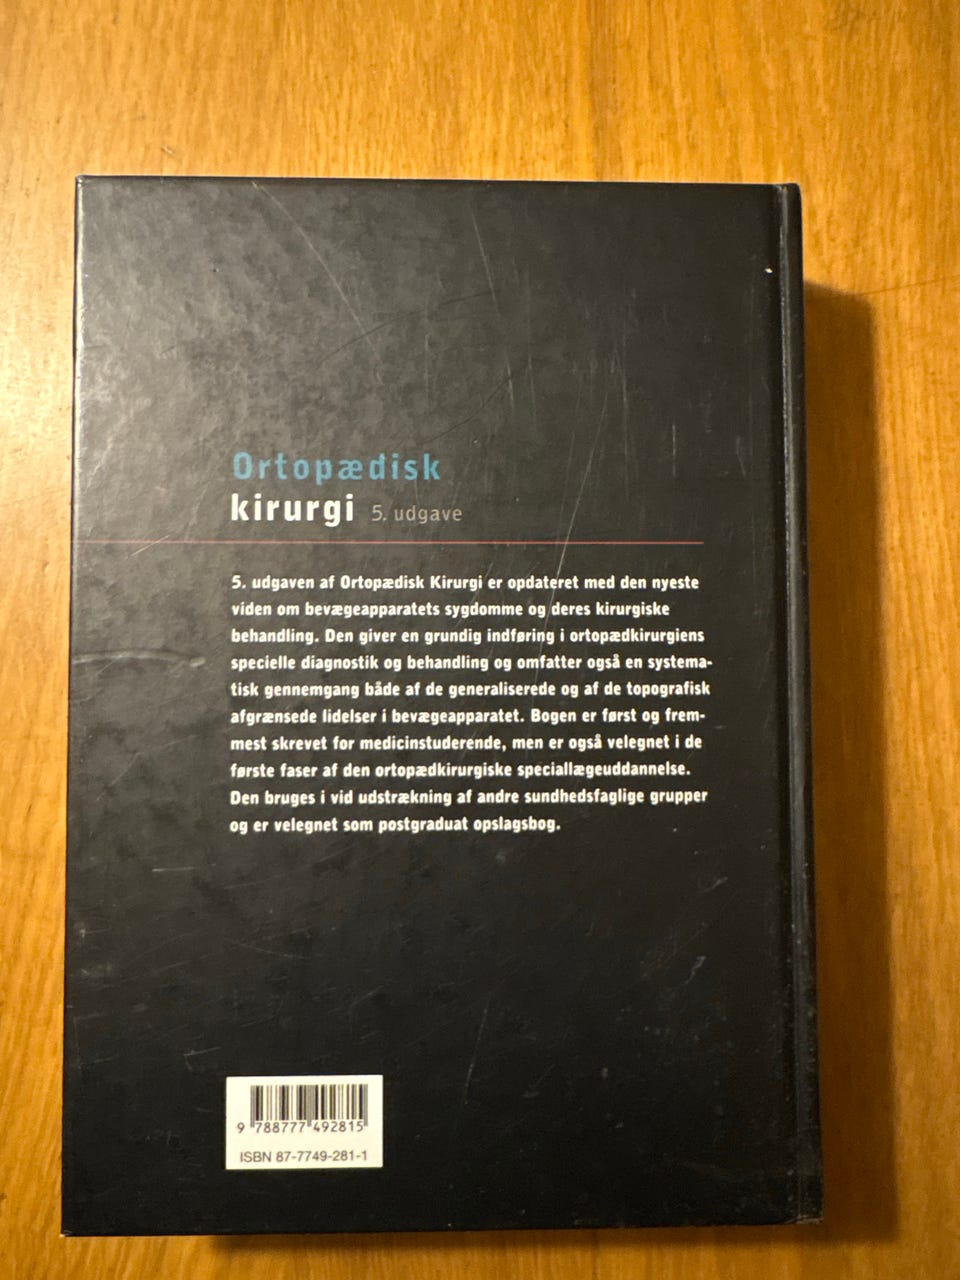 Ortopædisk
kirurgi 5. udgave
5. udgaven af Ortopædisk Kirurgi er opdateret med den nyeste
viden om bevægeapparatets sygdomme og deres kirurgiske
behandling. Den giver en grundig indføring i ortopædkirurgiens
specielle diagnostik og behandling og omfatter også en systema-
tisk gennemgang både af de generaliserede og af de topografisk
afgrænsede lidelser i bevægeapparatet. Bogen er først og frem-
mest skrevet for medicinstuderende, men er også velegnet i de
første faser af den ortopædkirurgiske speciallægeuddannelse.
Den bruges i vid udstrækning af andre sundhedsfaglige grupper
og er velegnet som postgraduat opslagsbog.
9 788777 492815
ISBN 87-7749-281-1